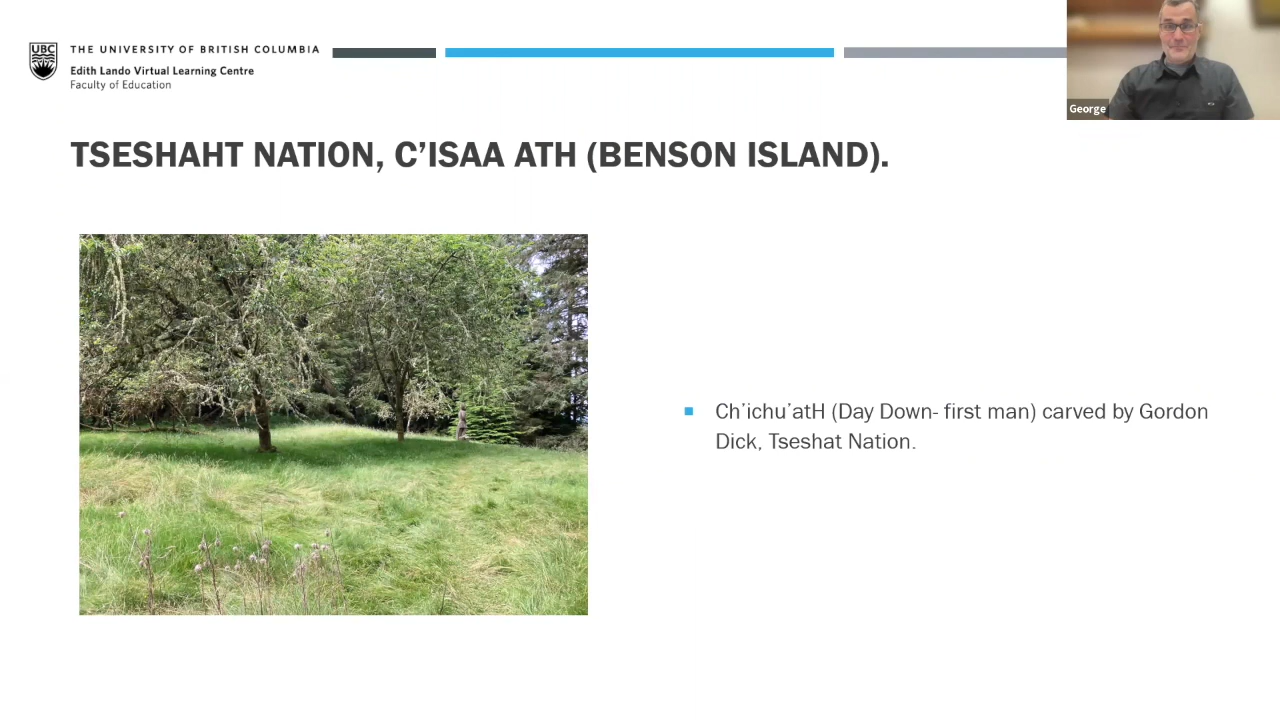 UBC
THE UNIVERSITY OF BRITISH COLUMBIA
Edith Lando Virtual Learning Centre
Faculty of Education
George
TSESHAHT NATION, C’ISAA ATH (BENSON ISLAND).
▪ Ch’ichu’atH (Day Down- first man) carved by Gordon
Dick, Tseshat Nation.